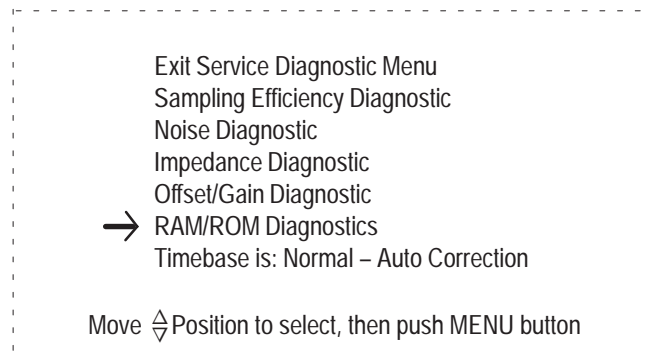 Exit Service Diagnostic Menu
Sampling Efficiency Diagnostic
Noise Diagnostic
Impedance Diagnostic
Offset/Gain Diagnostic
→ RAM/ROM Diagnostics
Timebase is: Normal – Auto Correction
Move △▽ Position to select, then push MENU button